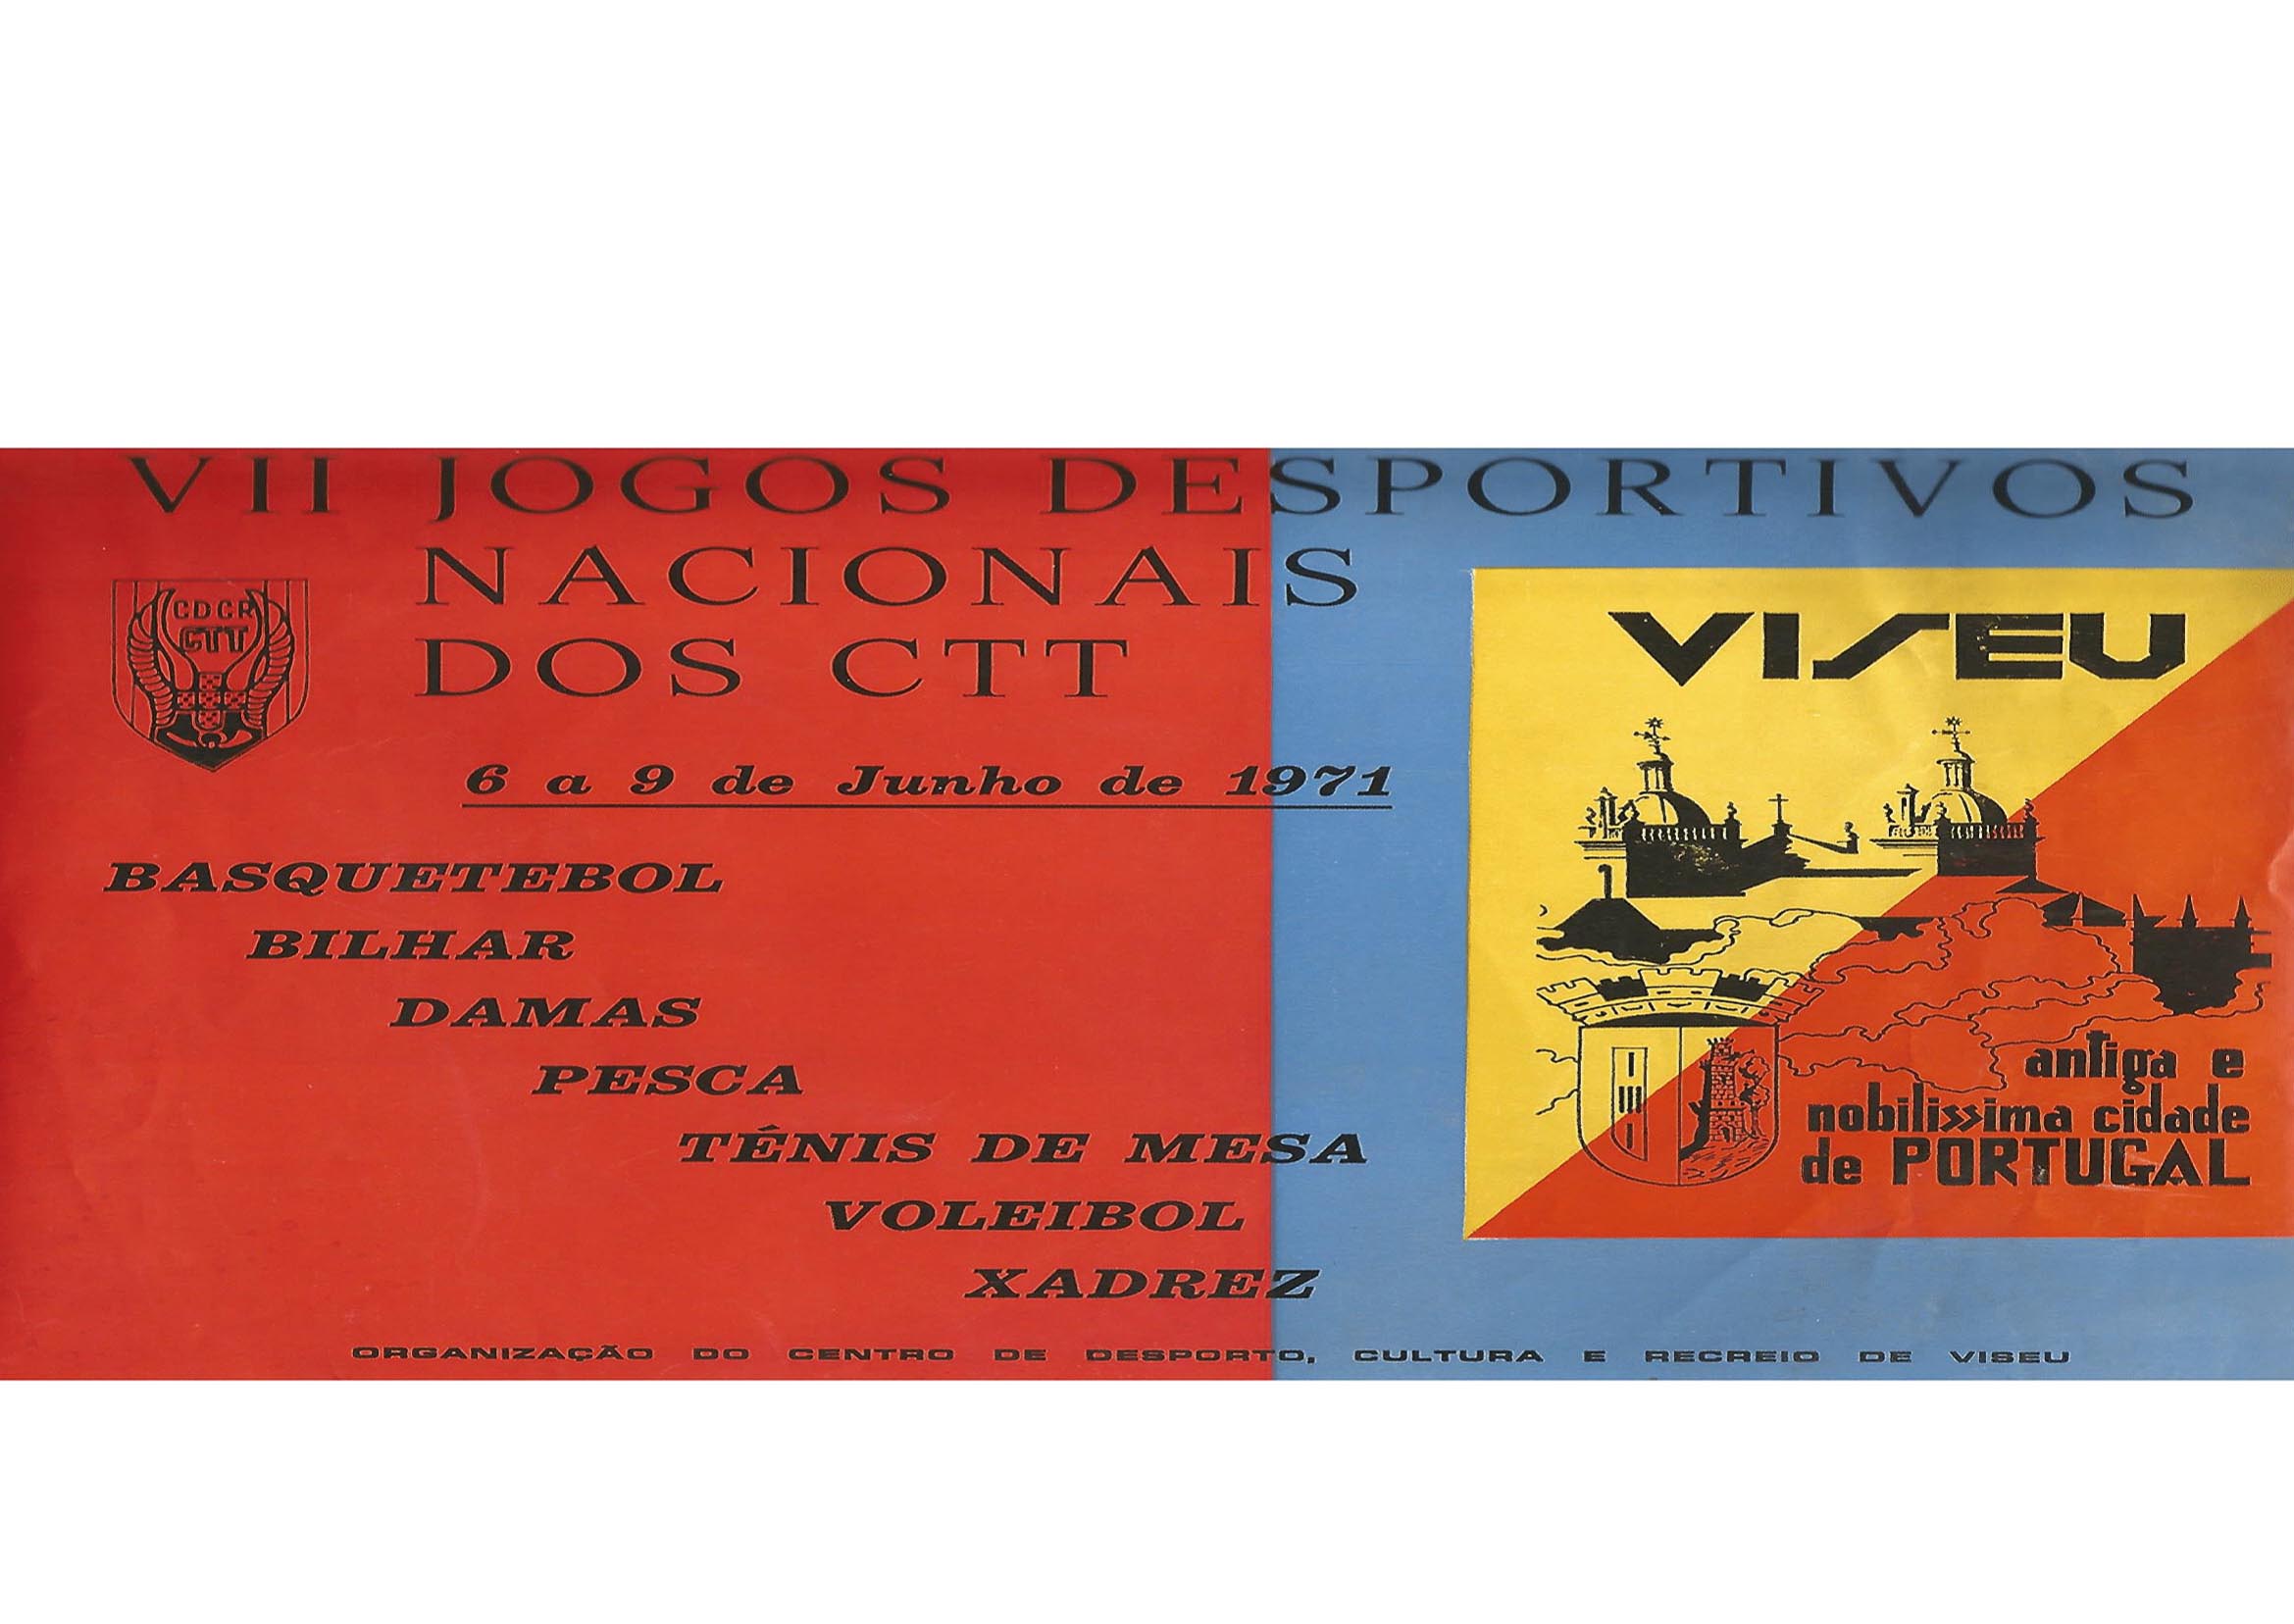 VII JOGOS DESPORTIVOS
NACIONAIS
DOS CTT
CDCR
CTT
6 a 9 de Junho de 1971
BASQUETEBOL
BILHAR
DAMAS
PESCA
TÉNIS DE MESA
VOLEIBOL
XADREZ
VISEU
antiga e
nobilissima cidade
de PORTUGAL
ORGANIZAÇÃO DO CENTRO DE DESPORTO, CULTURA E RECREIO DE VISEU